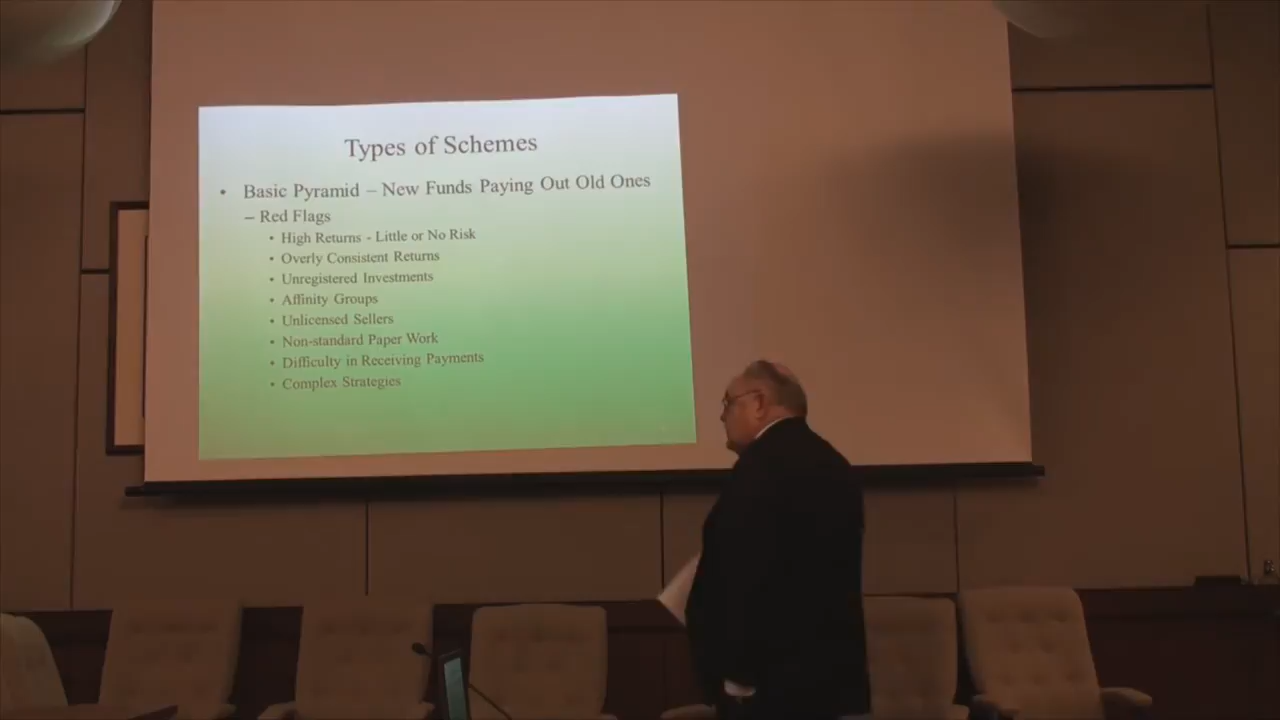 Types of Schemes
• Basic Pyramid – New Funds Paying Out Old Ones
– Red Flags
• High Returns - Little or No Risk
• Overly Consistent Returns
• Unregistered Investments
• Affinity Groups
• Unlicensed Sellers
• Non-standard Paper Work
• Difficulty in Receiving Payments
• Complex Strategies